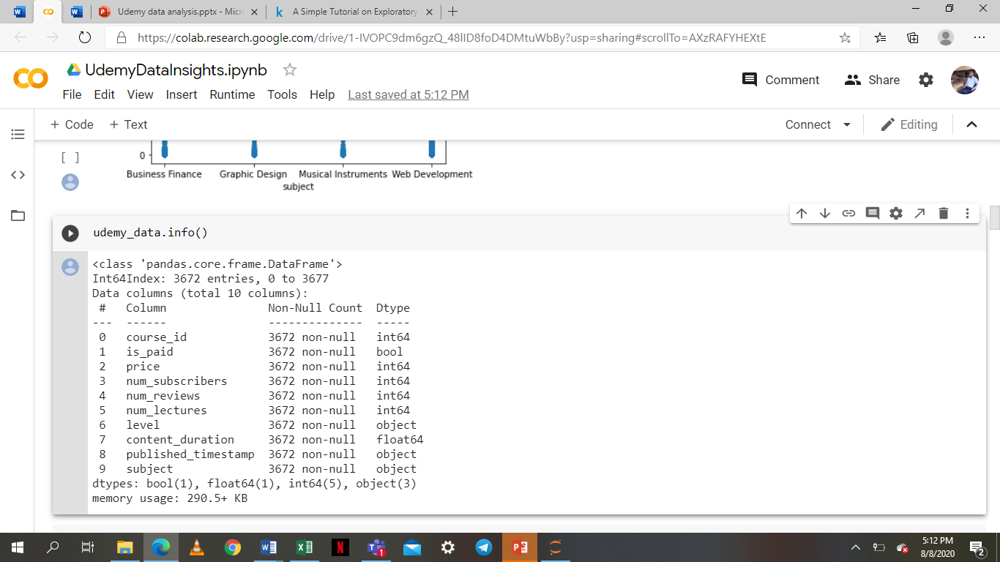 Udemy data analysis.pptx - Micr
A Simple Tutorial on Exploratory
https://colab.research.google.com/drive/1-IVOPC9dm6gzQ_48lID8foD4DMtuWbBy?usp=sharing#scrollTo=AXzRAFYHEXtE
UdemyDataInsights.ipynb
Comment
Share
File Edit View Insert Runtime Tools Help Last saved at 5:12 PM
+ Code + Text
Connect
Editing
[ ]
0
Business Finance Graphic Design Musical Instruments Web Development
subject
udemy_data.info()
<class 'pandas.core.frame.DataFrame'>
Int64Index: 3672 entries, 0 to 3677
Data columns (total 10 columns):
 #   Column               Non-Null Count  Dtype
---  ------               --------------  -----
 0   course_id            3672 non-null   int64
 1   is_paid              3672 non-null   bool
 2   price                3672 non-null   int64
 3   num_subscribers      3672 non-null   int64
 4   num_reviews          3672 non-null   int64
 5   num_lectures         3672 non-null   int64
 6   level                3672 non-null   object
 7   content_duration     3672 non-null   float64
 8   published_timestamp  3672 non-null   object
 9   subject              3672 non-null   object
dtypes: bool(1), float64(1), int64(5), object(3)
memory usage: 290.5+ KB
5:12 PM
8/8/2020